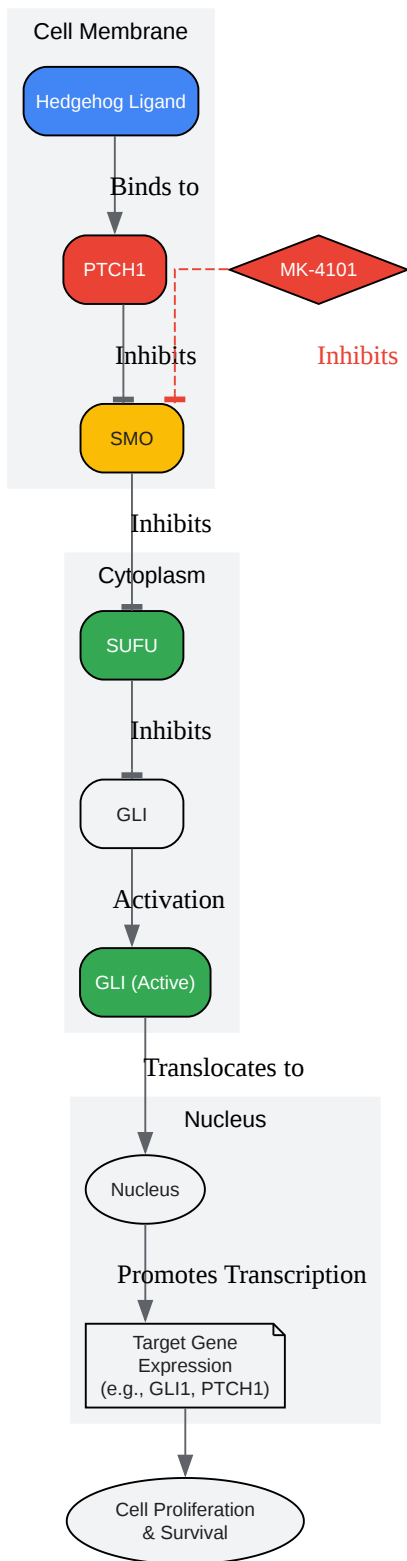 Cell Membrane
Hedgehog Ligand
Binds to
PTCH1
MK-4101
Inhibits
Inhibits
SMO
Inhibits
Cytoplasm
SUFU
Inhibits
GLI
Activation
GLI (Active)
Translocates to
Nucleus
Nucleus
Promotes Transcription
Target Gene
Expression
(e.g., GLI1, PTCH1)
Cell Proliferation
& Survival